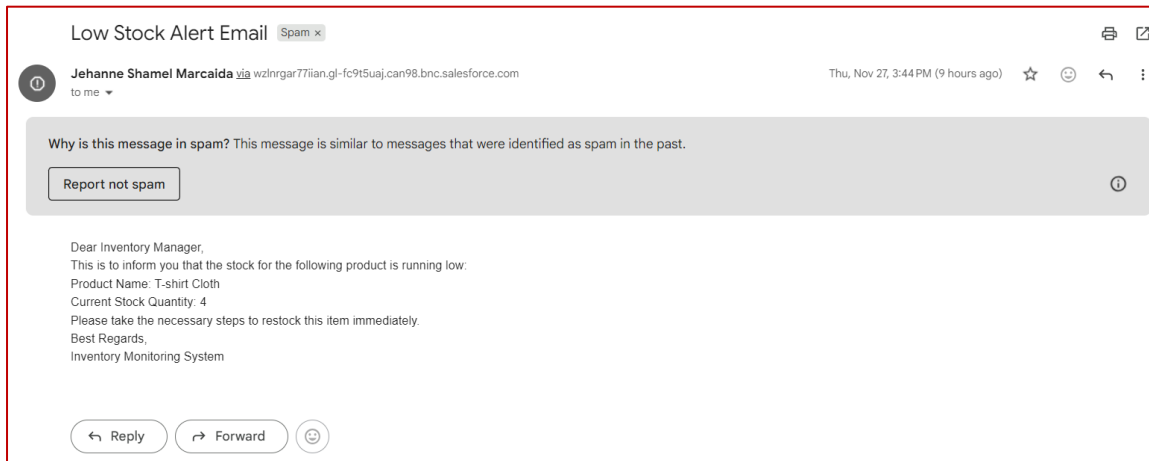 Low Stock Alert Email Spam ×
Jehanne Shamel Marcaida via wzlnrgar77iian.gl-fc9t5uaj.can98.bnc.salesforce.com Thu, Nov 27, 3:44 PM (9 hours ago)
to me
Why is this message in spam? This message is similar to messages that were identified as spam in the past.
Report not spam
Dear Inventory Manager,
This is to inform you that the stock for the following product is running low:
Product Name: T-shirt Cloth
Current Stock Quantity: 4
Please take the necessary steps to restock this item immediately.
Best Regards,
Inventory Monitoring System
Reply Forward